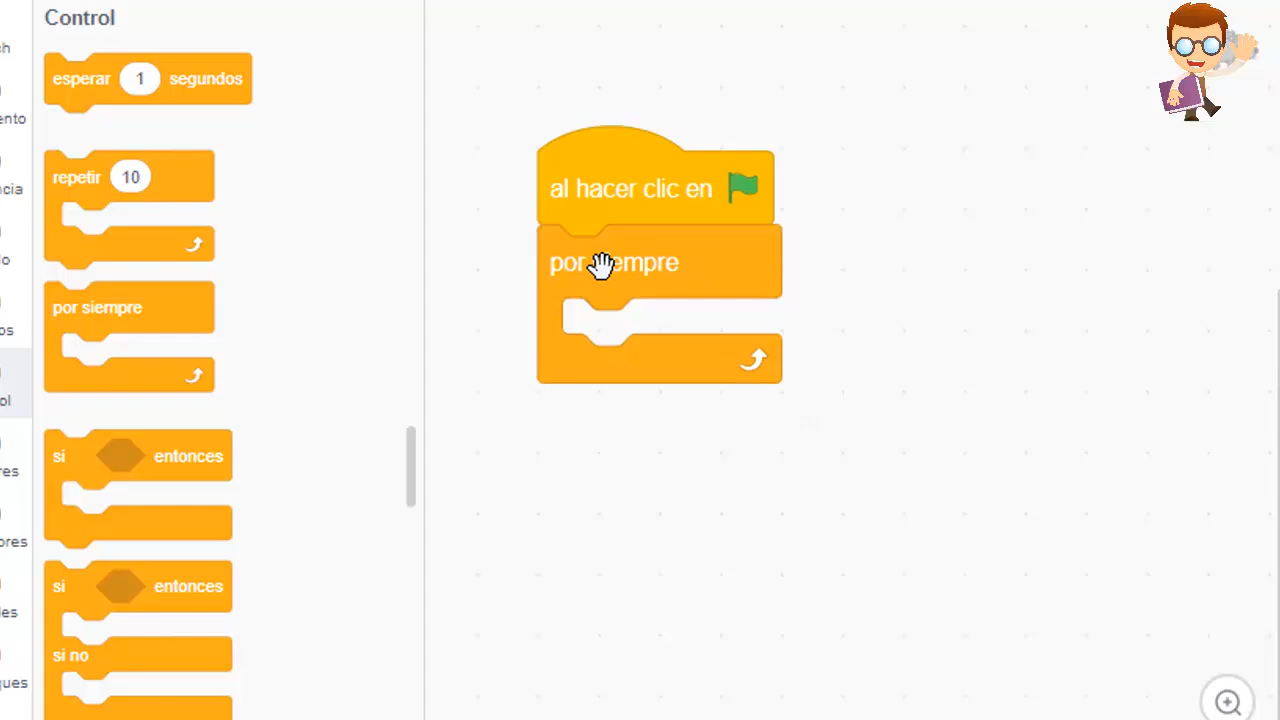 Control
esperar 1 segundos
repetir 10
por siempre
si entonces
si entonces
si no
al hacer clic en
por siempre